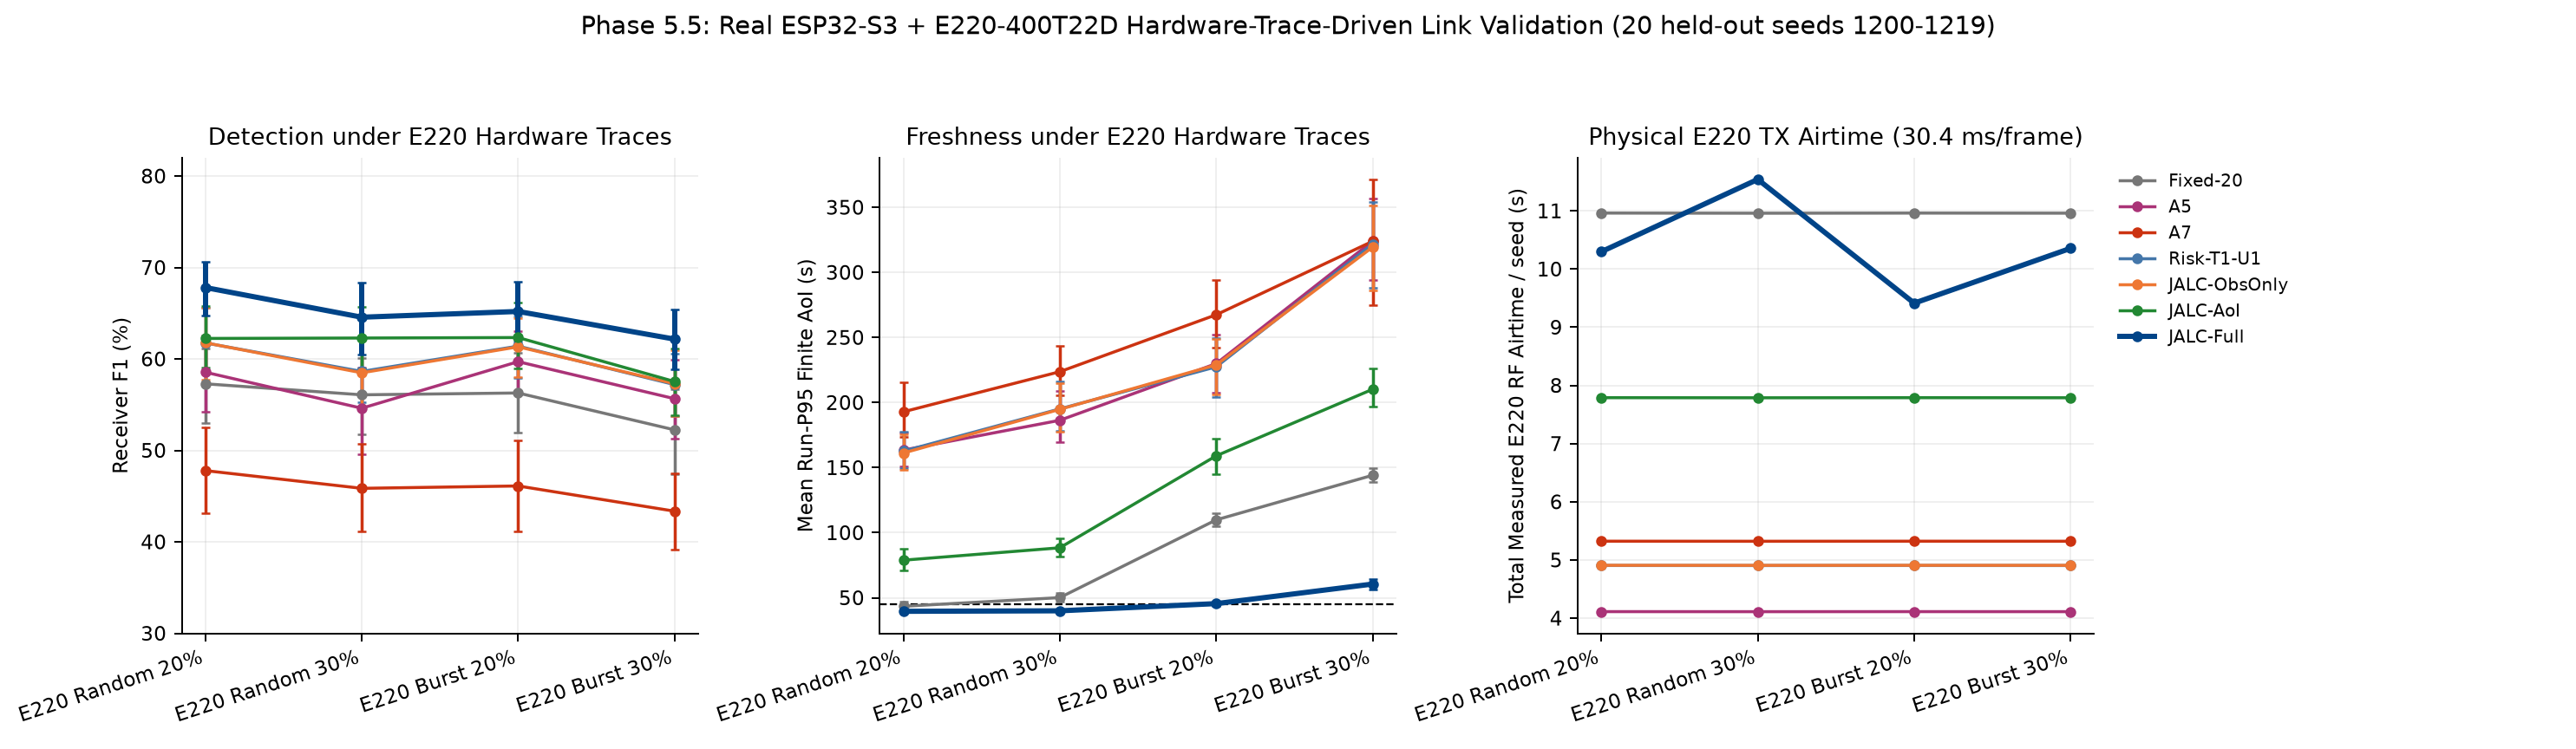 Phase 5.5: Real ESP32-S3 + E220-400T22D Hardware-Trace-Driven Link Validation (20 held-out seeds 1200-1219)
Detection under E220 Hardware Traces
Receiver F1 (%)
80
70
60
50
40
30
E220 Random 20%
E220 Random 30%
E220 Burst 20%
E220 Burst 30%
Freshness under E220 Hardware Traces
Mean Run-P95 Finite AoI (s)
350
300
250
200
150
100
50
E220 Random 20%
E220 Random 30%
E220 Burst 20%
E220 Burst 30%
Physical E220 TX Airtime (30.4 ms/frame)
Total Measured E220 RF Airtime / seed (s)
11
10
9
8
7
6
5
4
E220 Random 20%
E220 Random 30%
E220 Burst 20%
E220 Burst 30%
Fixed-20
A5
A7
Risk-T1-U1
JALC-ObsOnly
JALC-AoI
JALC-Full